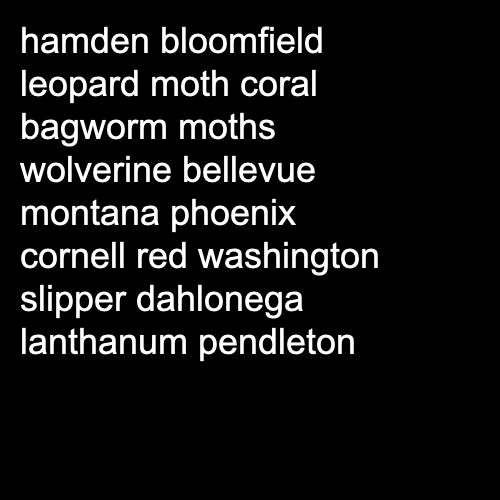 hamden bloomfield
leopard moth coral
bagworm moths
wolverine bellevue
montana phoenix
cornell red washington
slipper dahlonega
lanthanum pendleton